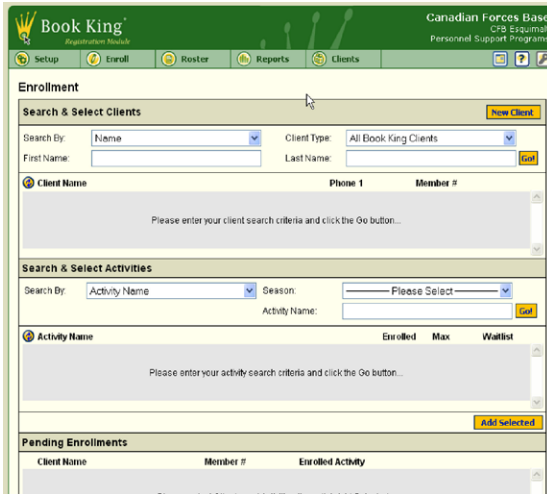 Book King
Registration Module
Canadian Forces Base
CFB Esquimal
Personnel Support Programs
Setup Enroll Roster Reports Clients
Enrollment
Search & Select Clients New Client
Search By: Name Client Type: All Book King Clients
First Name: Last Name: Go!
Client Name Phone 1 Member #
Please enter your client search criteria and click the Go button...
Search & Select Activities
Search By: Activity Name Season: Please Select
Activity Name: Go!
Activity Name Enrolled Max Waitlist
Please enter your activity search criteria and click the Go button...
Add Selected
Pending Enrollments
Client Name Member # Enrolled Activity